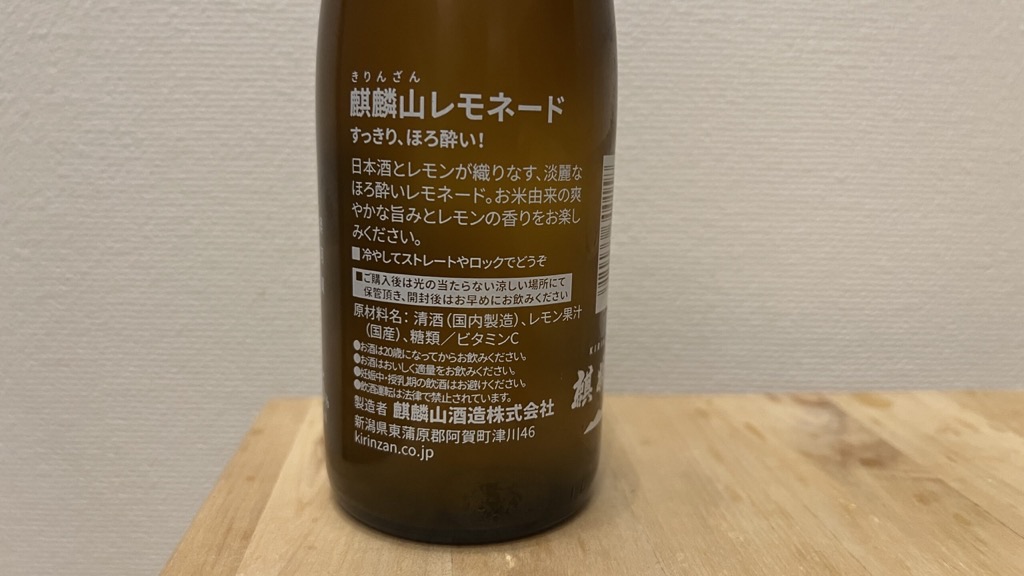 きりんざん
麒麟山レモネード
すっきり、ほろ酔い!
日本酒とレモンが織りなす、淡麗な
ほろ酔いレモネード。お米由来の爽
やかな旨みとレモンの香りをお楽し
みください。
■冷やしてストレートやロックでどうぞ
■ご購入後は光の当たらない涼しい場所にて
保管頂き、開封後はお早めにお飲みください
原材料名:清酒(国内製造)、レモン果汁
(国産)、糖類/ビタミンC
●お酒は20歳になってからお飲みください。
●お酒はおいしく適量をお飲みください。
●妊娠中・授乳期の飲酒はお避けください。
●飲酒運転は法律で禁止されています。
製造者 麒麟山酒造株式会社
新潟県東蒲原郡阿賀町津川46
kirinzan.co.jp